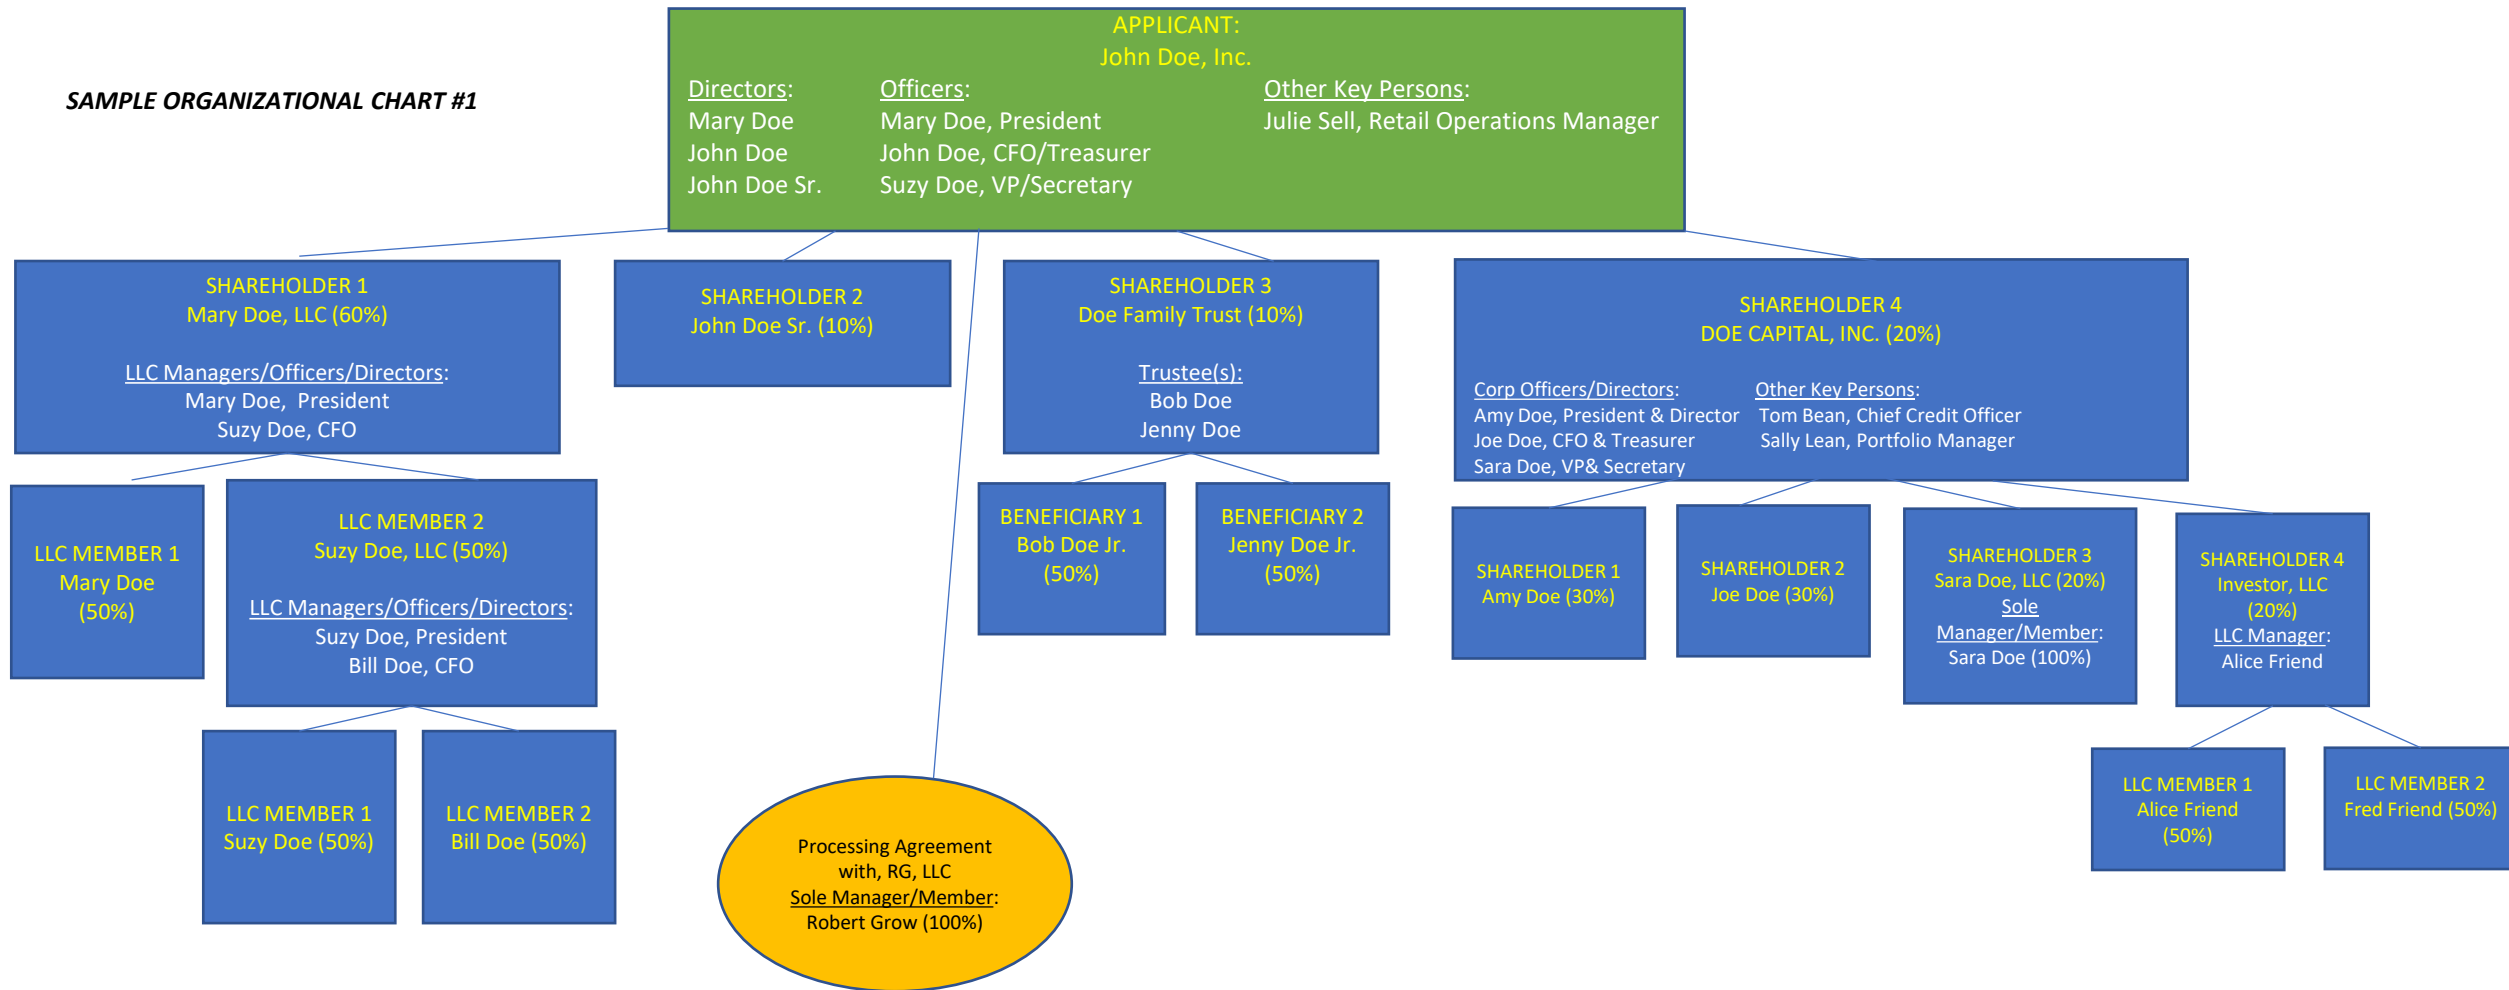 SAMPLE ORGANIZATIONAL CHART #1
APPLICANT:
John Doe, Inc.
Directors:
Mary Doe
John Doe
John Doe Sr.
Officers:
Mary Doe, President
John Doe, CFO/Treasurer
Suzy Doe, VP/Secretary
Other Key Persons:
Julie Sell, Retail Operations Manager
SHAREHOLDER 1
Mary Doe, LLC (60%)
LLC Managers/Officers/Directors:
Mary Doe, President
Suzy Doe, CFO
SHAREHOLDER 2
John Doe Sr. (10%)
SHAREHOLDER 3
Doe Family Trust (10%)
Trustee(s):
Bob Doe
Jenny Doe
SHAREHOLDER 4
DOE CAPITAL, INC. (20%)
Corp Officers/Directors:
Amy Doe, President & Director
Joe Doe, CFO & Treasurer
Sara Doe, VP& Secretary
Other Key Persons:
Tom Bean, Chief Credit Officer
Sally Lean, Portfolio Manager
LLC MEMBER 1
Mary Doe
(50%)
LLC MEMBER 2
Suzy Doe, LLC (50%)
LLC Managers/Officers/Directors:
Suzy Doe, President
Bill Doe, CFO
BENEFICIARY 1
Bob Doe Jr.
(50%)
BENEFICIARY 2
Jenny Doe Jr.
(50%)
SHAREHOLDER 1
Amy Doe (30%)
SHAREHOLDER 2
Joe Doe (30%)
SHAREHOLDER 3
Sara Doe, LLC (20%)
Sole
Manager/Member:
Sara Doe (100%)
SHAREHOLDER 4
Investor, LLC
(20%)
LLC Manager:
Alice Friend
LLC MEMBER 1
Suzy Doe (50%)
LLC MEMBER 2
Bill Doe (50%)
Processing Agreement
with, RG, LLC
Sole Manager/Member:
Robert Grow (100%)
LLC MEMBER 1
Alice Friend
(50%)
LLC MEMBER 2
Fred Friend (50%)